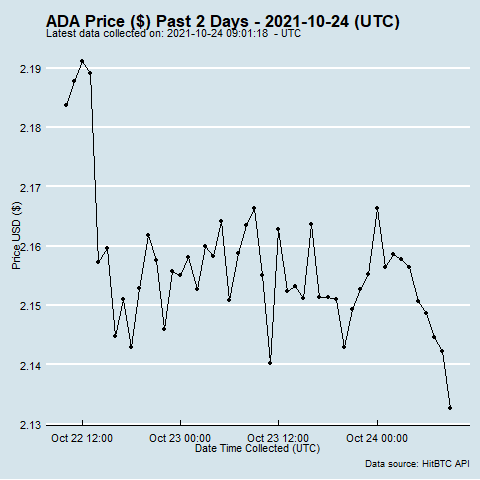 ADA Price ($) Past 2 Days - 2021-10-24 (UTC)
Latest data collected on: 2021-10-24 09:01:18 - UTC
2.19
2.18
2.17
2.16
2.15
2.14
2.13
Price USD ($)
Oct 22 12:00
Oct 23 00:00
Oct 23 12:00
Oct 24 00:00
Date Time Collected (UTC)
Data source: HitBTC API